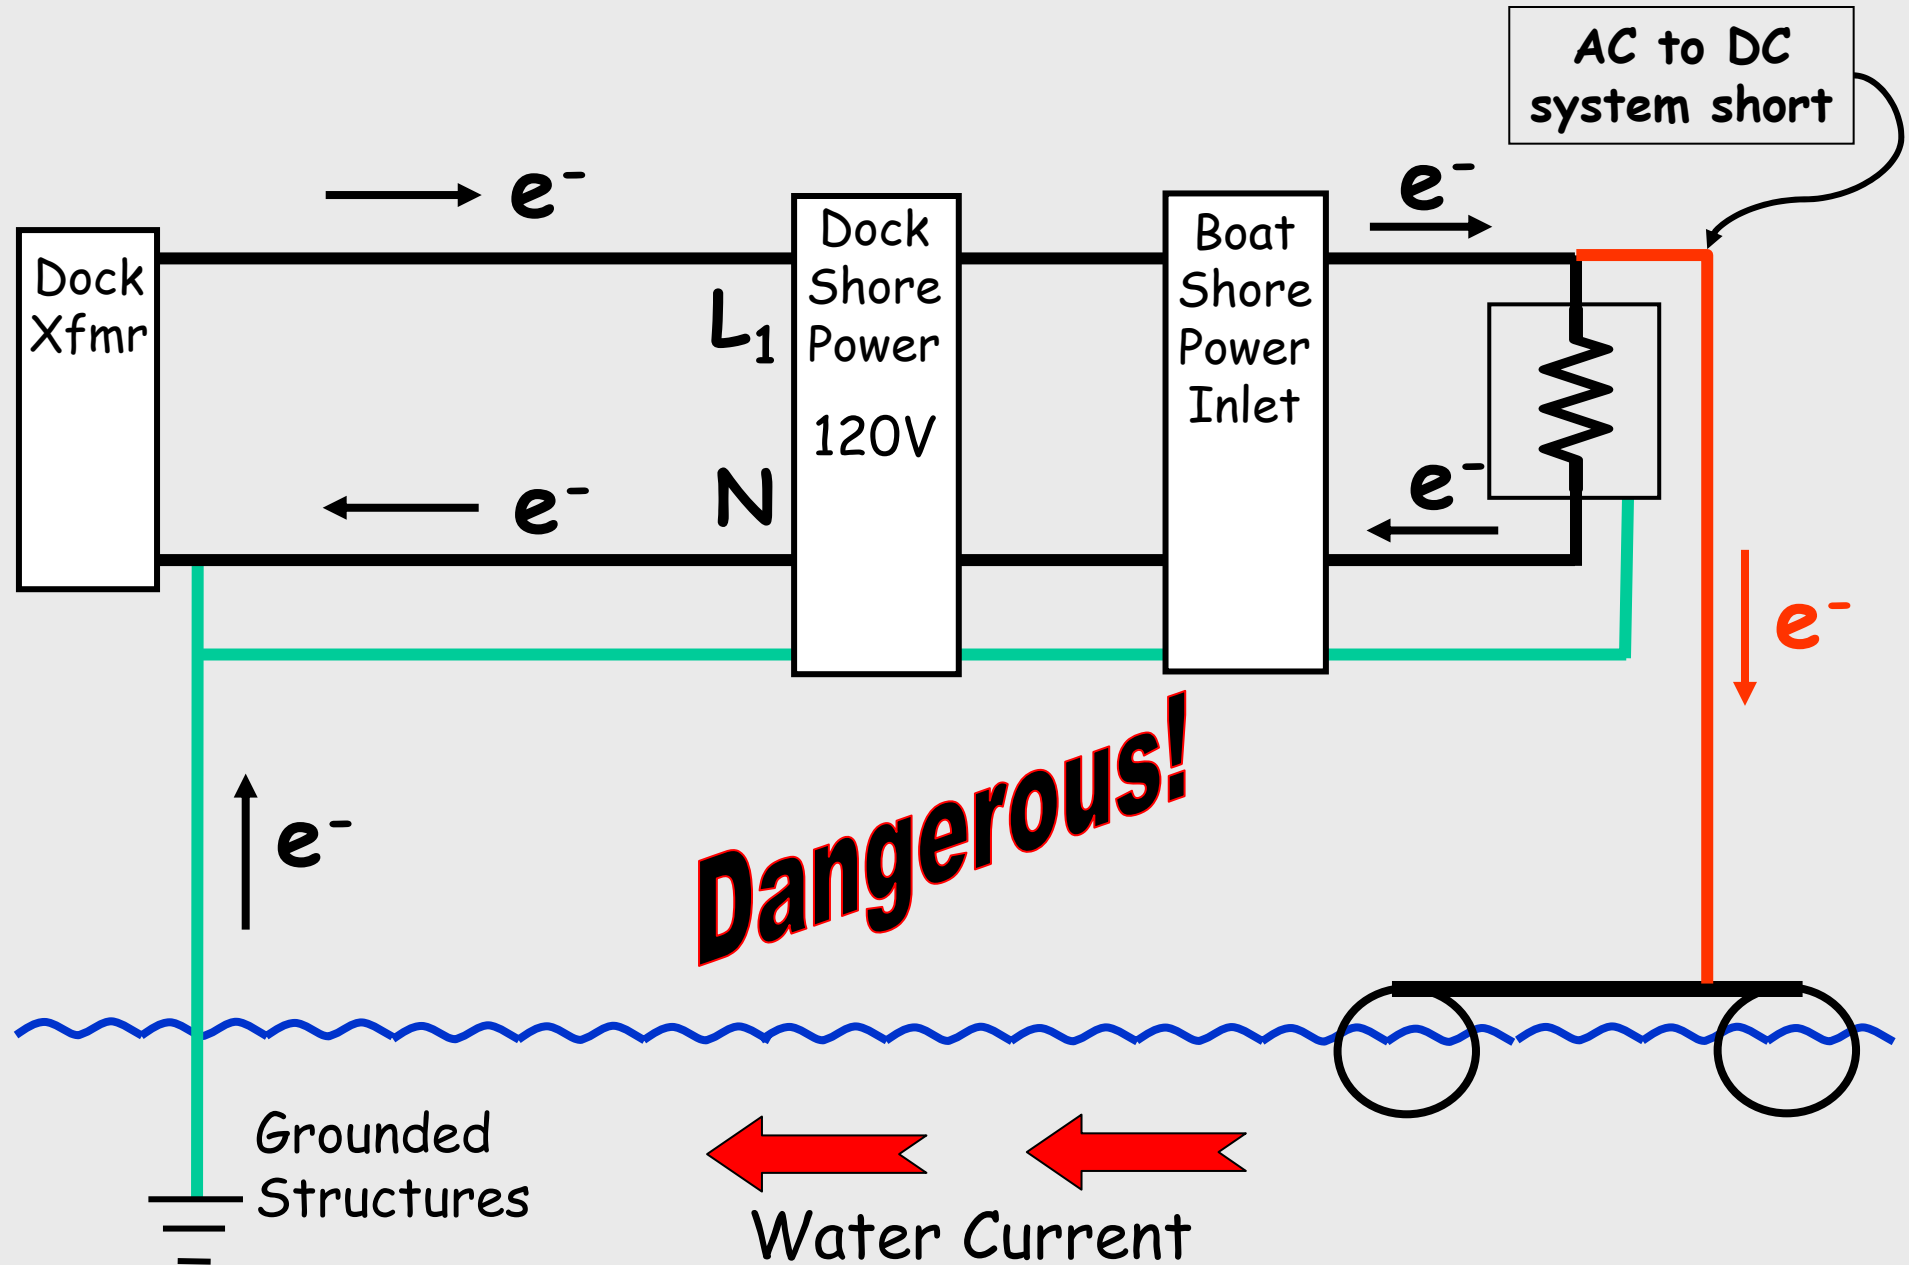 AC to DC
system short
e-
e-
Dock
Xfmr
L1
Dock
Shore
Power
120V
Boat
Shore
Power
Inlet
N
e-
e-
e-
e-
Dangerous!
Grounded
Structures
Water Current